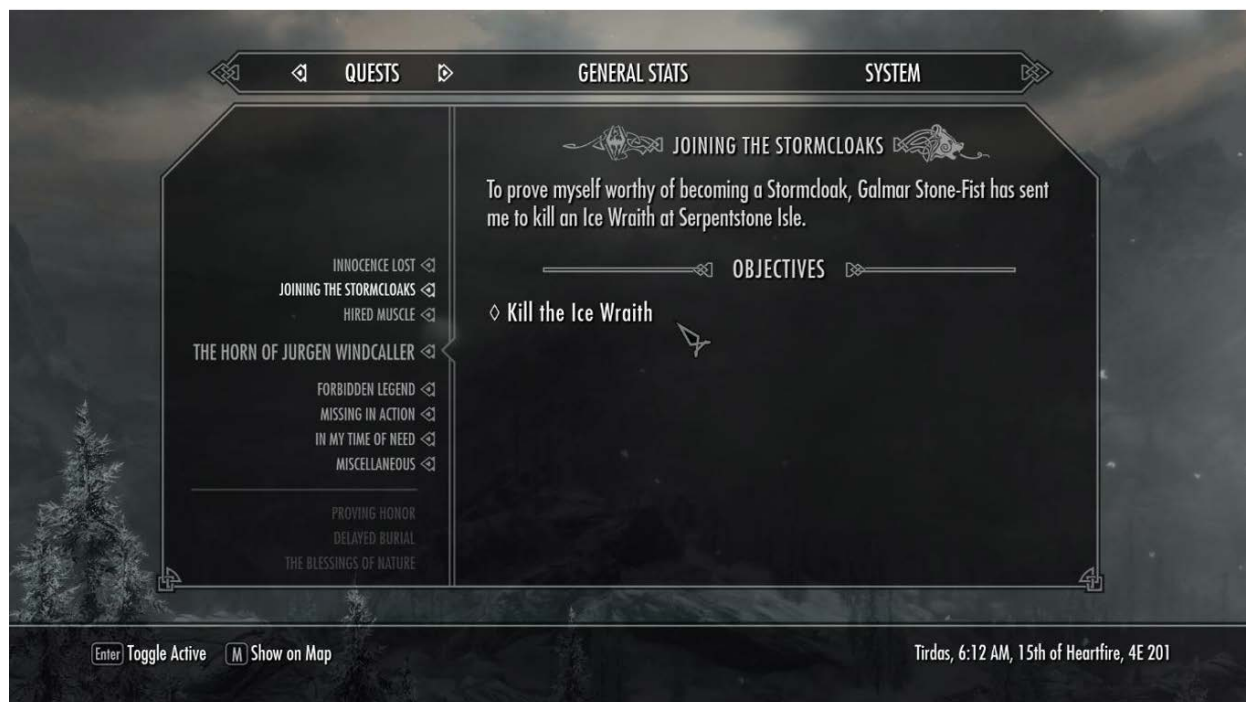 QUESTS GENERAL STATS SYSTEM
INNOCENCE LOST
JOINING THE STORMCLOAKS
HIRED MUSCLE
THE HORN OF JURGEN WINDCALLER
FORBIDDEN LEGEND
MISSING IN ACTION
IN MY TIME OF NEED
MISCELLANEOUS
PROVING HONOR
DELAYED BURIAL
THE BLESSINGS OF NATURE
JOINING THE STORMCLOAKS
To prove myself worthy of becoming a Stormcloak, Galmar Stone-Fist has sent
me to kill an Ice Wraith at Serpentstone Isle.
OBJECTIVES
Kill the Ice Wraith
Enter Toggle Active M Show on Map
Tirdas, 6:12 AM, 15th of Heartfire, 4E 201